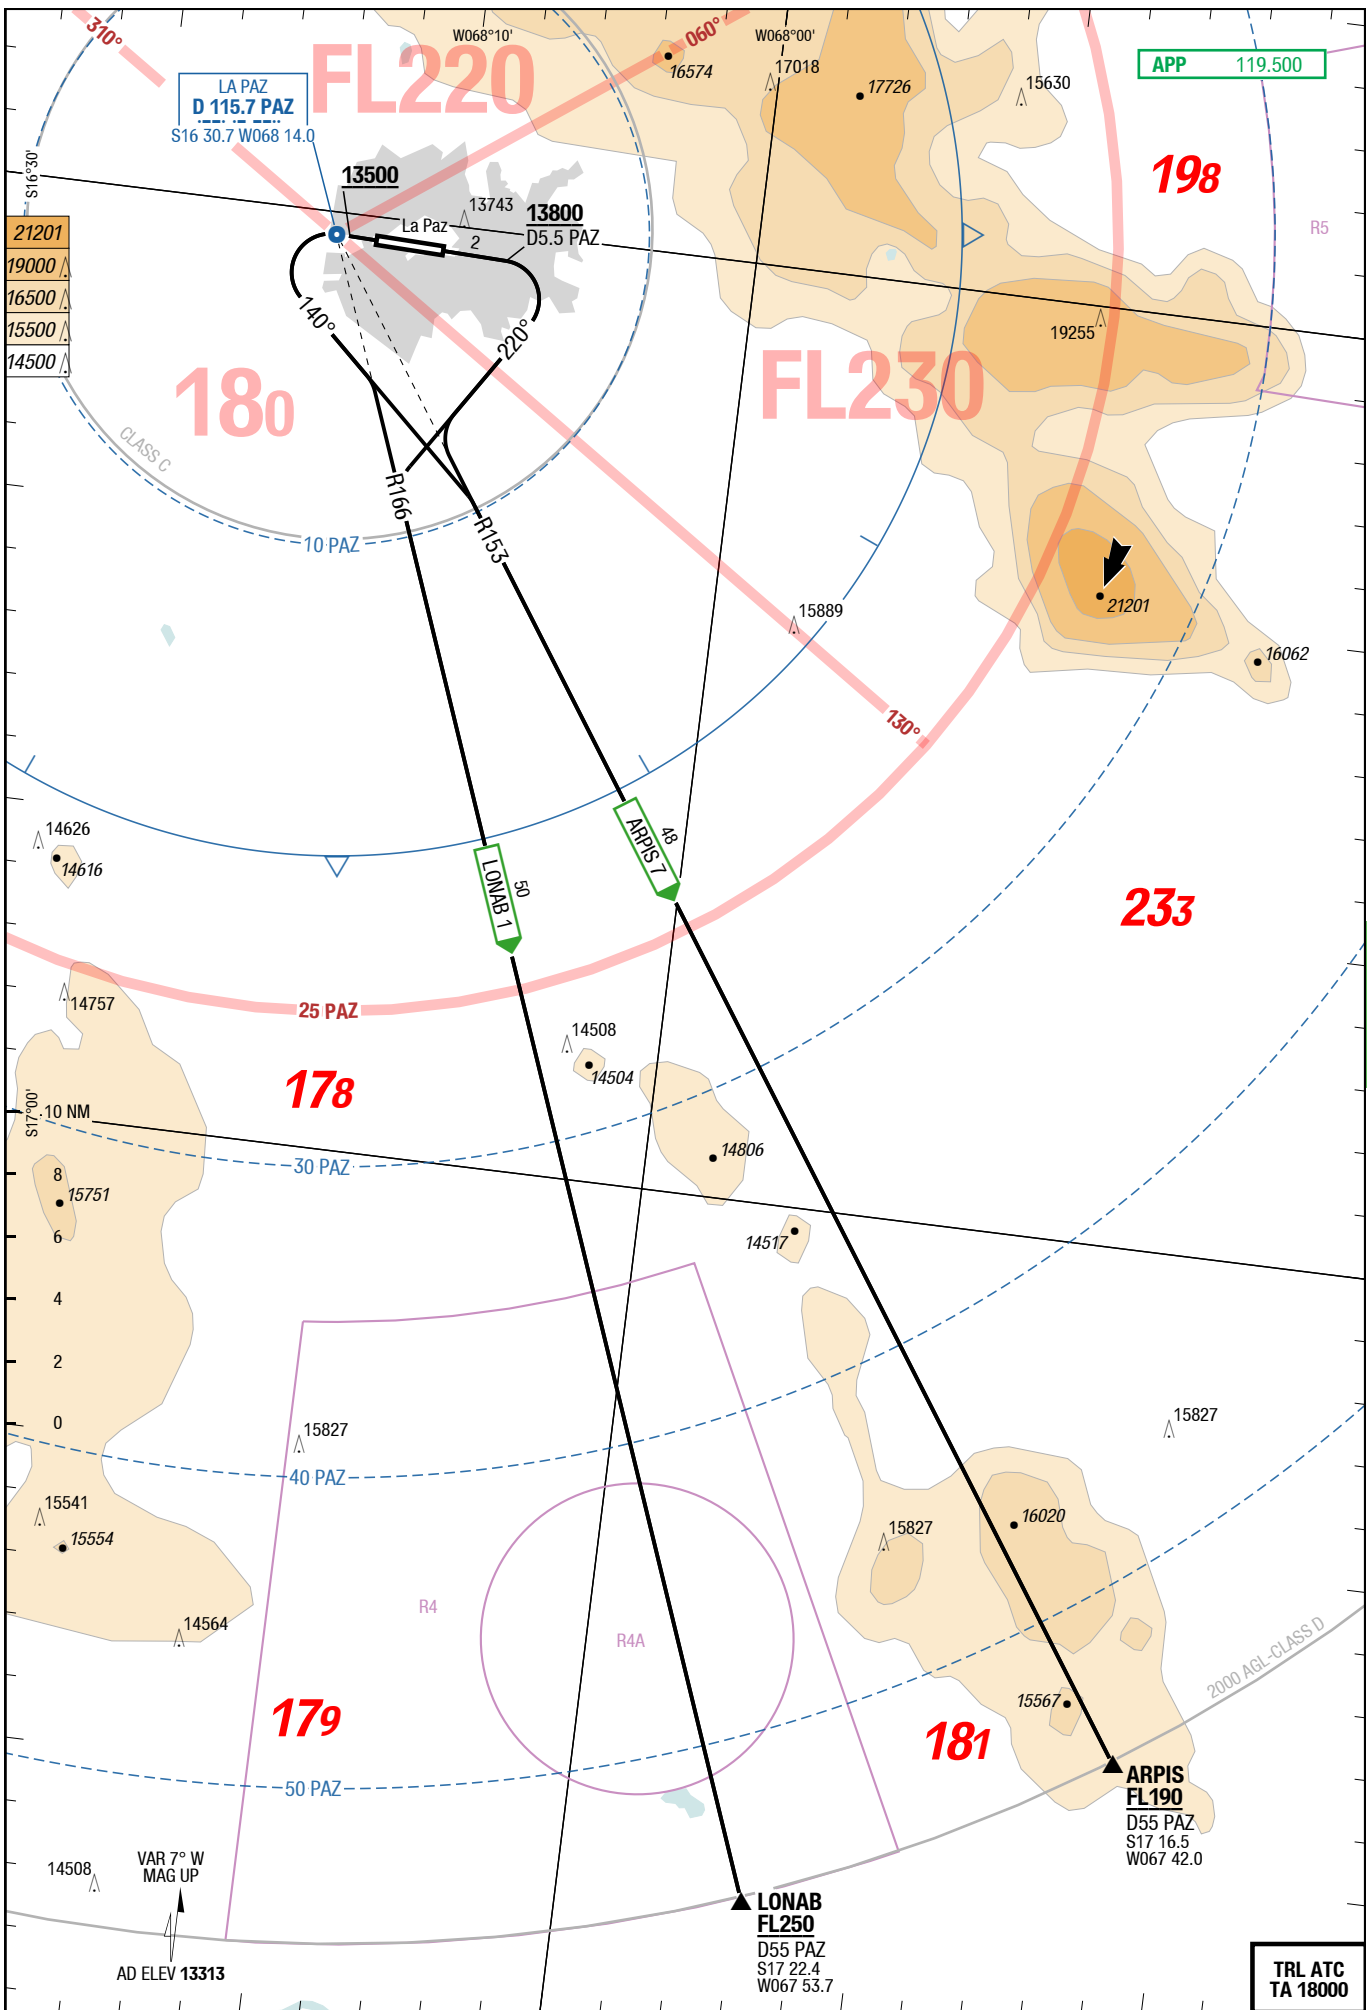 310°
FL220
W068°10'
060°
W068°00'
16574
17018
17726
15630
APP 119.500
LA PAZ
D 115.7 PAZ
S16 30.7 W068 14.0
S16°30'
198
R5
13500
13743
13800
D5.5 PAZ
La Paz
2
21201
19000
16500
15500
14500
140°
220°
180
FL230
19255
CLASS C
R166
R153
10 PAZ
21201
15889
16062
130°
14626
14616
ARPIS 7
48
LONAB 1
50
233
25 PAZ
14757
14508
14504
178
S17°00'
10 NM
8
6
4
2
0
30 PAZ
14806
15751
14517
15827
15827
40 PAZ
15541
15554
15827
16020
R4
R4A
14564
179
181
15567
2000 AGL-CLASS D
50 PAZ
ARPIS
FL190
D55 PAZ
S17 16.5
W067 42.0
14508
VAR 7° W
MAG UP
AD ELEV 13313
LONAB
FL250
D55 PAZ
S17 22.4
W067 53.7
TRL ATC
TA 18000